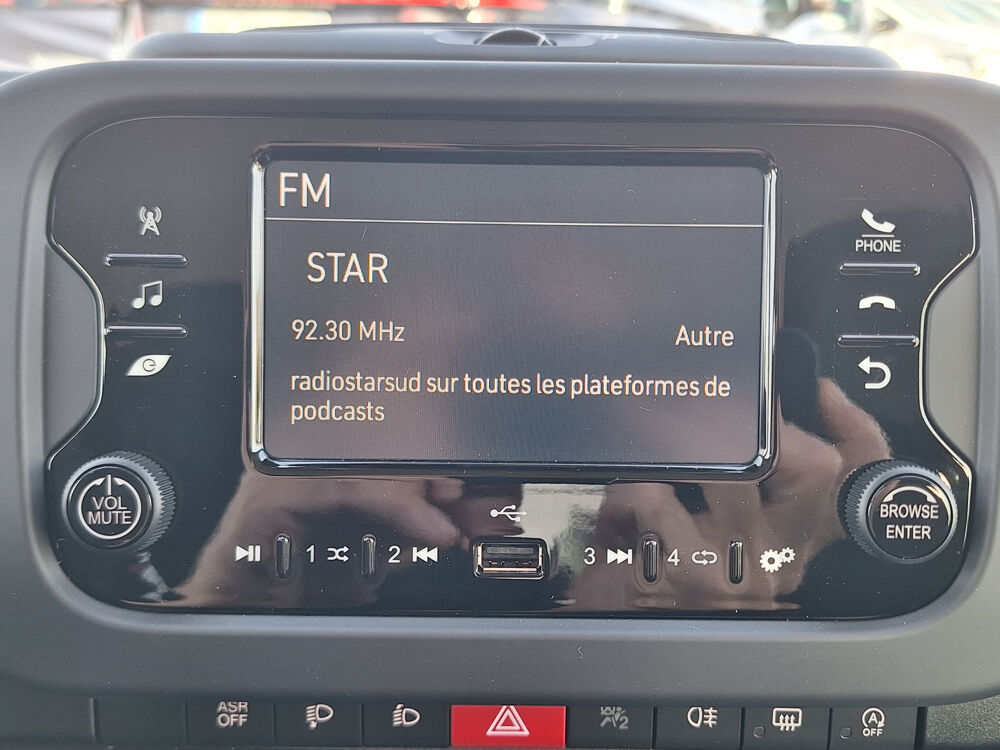 FM
STAR
92.30 MHz
Autre
radiostarsud sur toutes les plateformes de
podcasts
PHONE
VOL
MUTE
BROWSE
ENTER
1
2
3
4
ASR
OFF
A
OFF